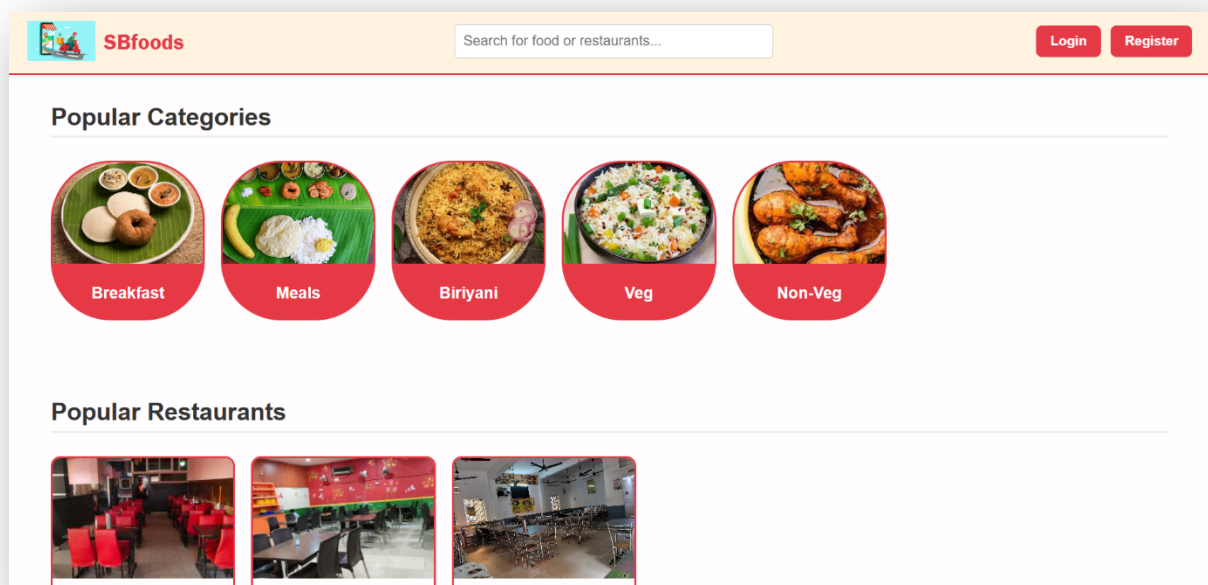 SBfoods
Search for food or restaurants...
Login
Register
Popular Categories
Breakfast
Meals
Biriyani
Veg
Non-Veg
Popular Restaurants